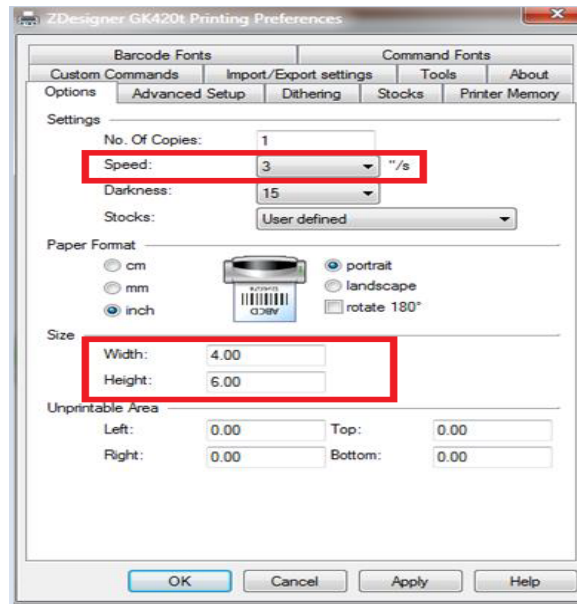 ZDesigner GK420t Printing Preferences
Barcode Fonts Command Fonts
Custom Commands Import/Export settings Tools About
Options Advanced Setup Dithering Stocks Printer Memory
Settings
No. Of Copies: 1
Speed: 3 "/s
Darkness: 15
Stocks: User defined
Paper Format
cm portrait
mm landscape
inch rotate 180°
ABCD
Size
Width: 4.00
Height: 6.00
Unprintable Area
Left: 0.00 Top: 0.00
Right: 0.00 Bottom: 0.00
OK Cancel Apply Help